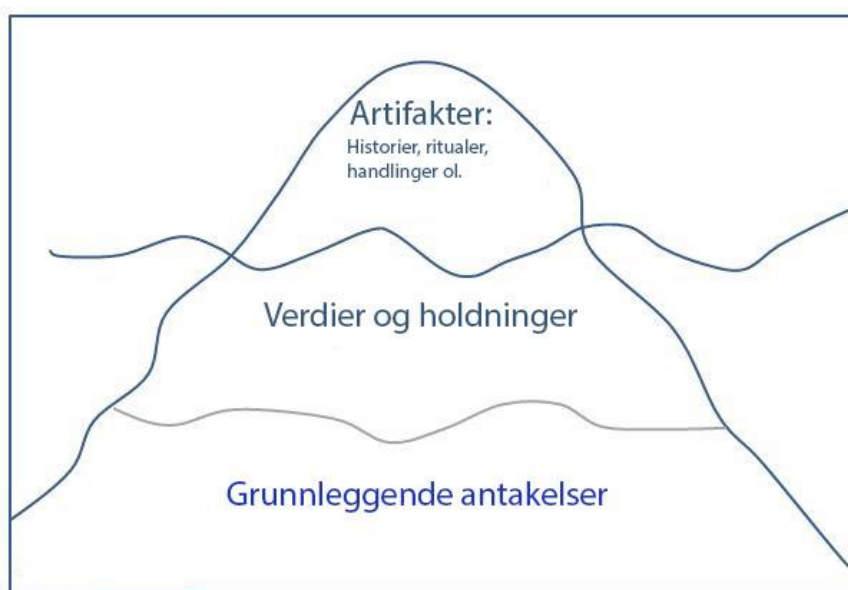 Artifakter:
Historier, ritualer,
handlinger ol.
Verdier og holdninger
Grunnleggende antakelser